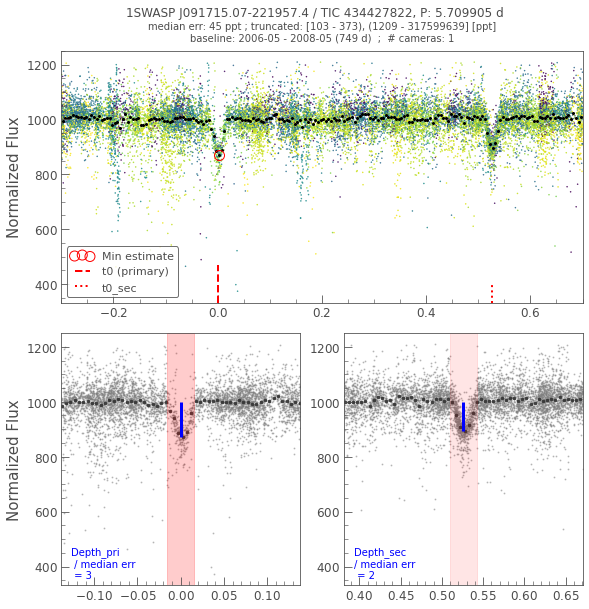 1SWASP J091715.07-221957.4 / TIC 434427822, P: 5.709905 d
median err: 45 ppt ; truncated: [103 - 373), (1209 - 317599639] [ppt]
baseline: 2006-05 - 2008-05 (749 d)  ;  # cameras: 1
Normalized Flux
1200
1000
800
600
400
Min estimate
t0 (primary)
t0_sec
−0.2 0.0 0.2 0.4 0.6
Normalized Flux
1200
1000
800
600
400
Depth_pri
/ median err
= 3
−0.10 −0.05 0.00 0.05 0.10
1200
1000
800
600
400
Depth_sec
/ median err
= 2
0.40 0.45 0.50 0.55 0.60 0.65